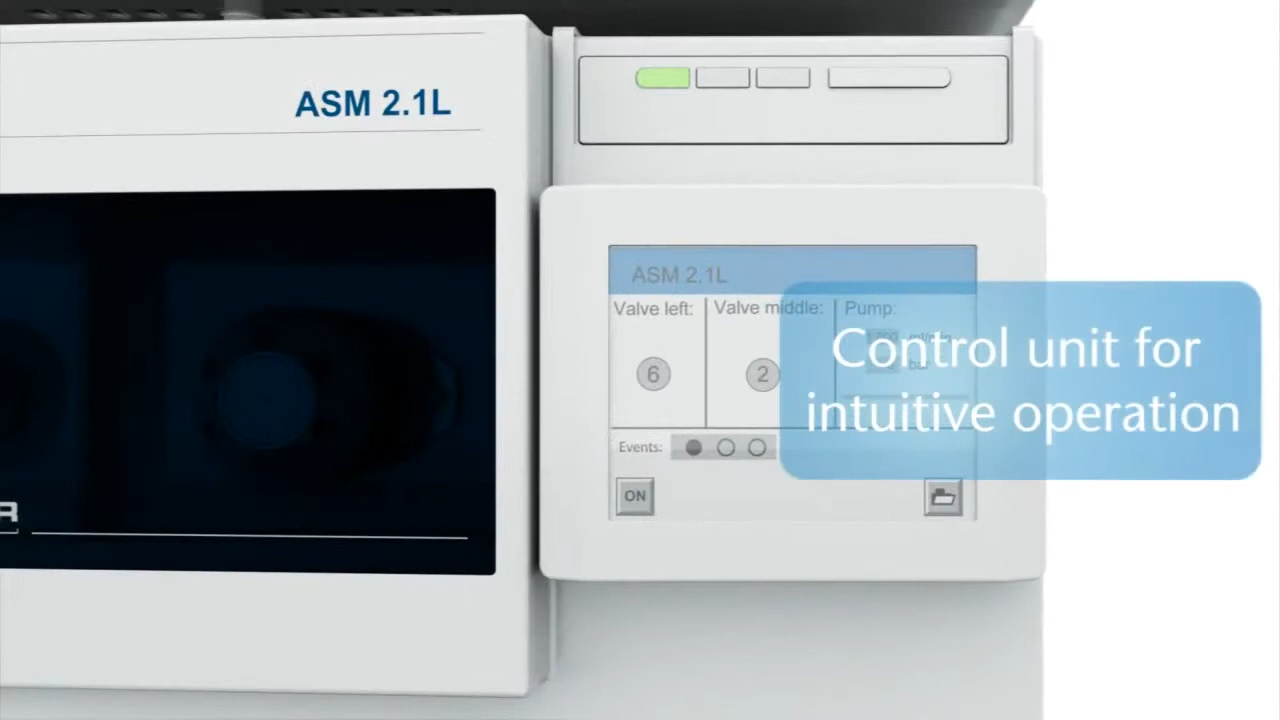 ASM 2.1L
ASM 2.1L
Valve left:
Valve middle:
Pump:
6
2
Control unit for
intuitive operation
Events:
ON
R